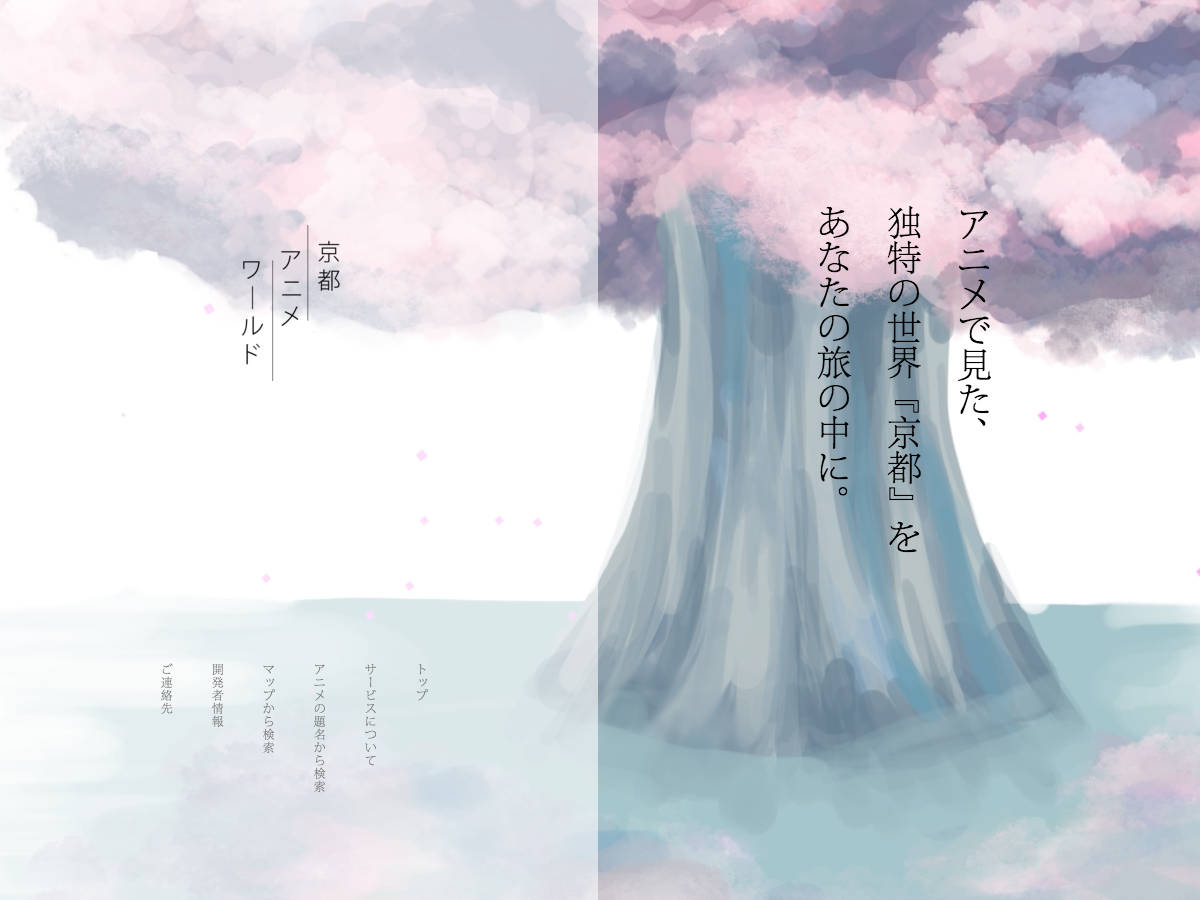 京都
アニメ
ワールド
トップ
サービスについて
アニメの題名から検索
マップから検索
開発者情報
ご連絡先
アニメで見た、
独特の世界『京都』を
あなたの旅の中に。